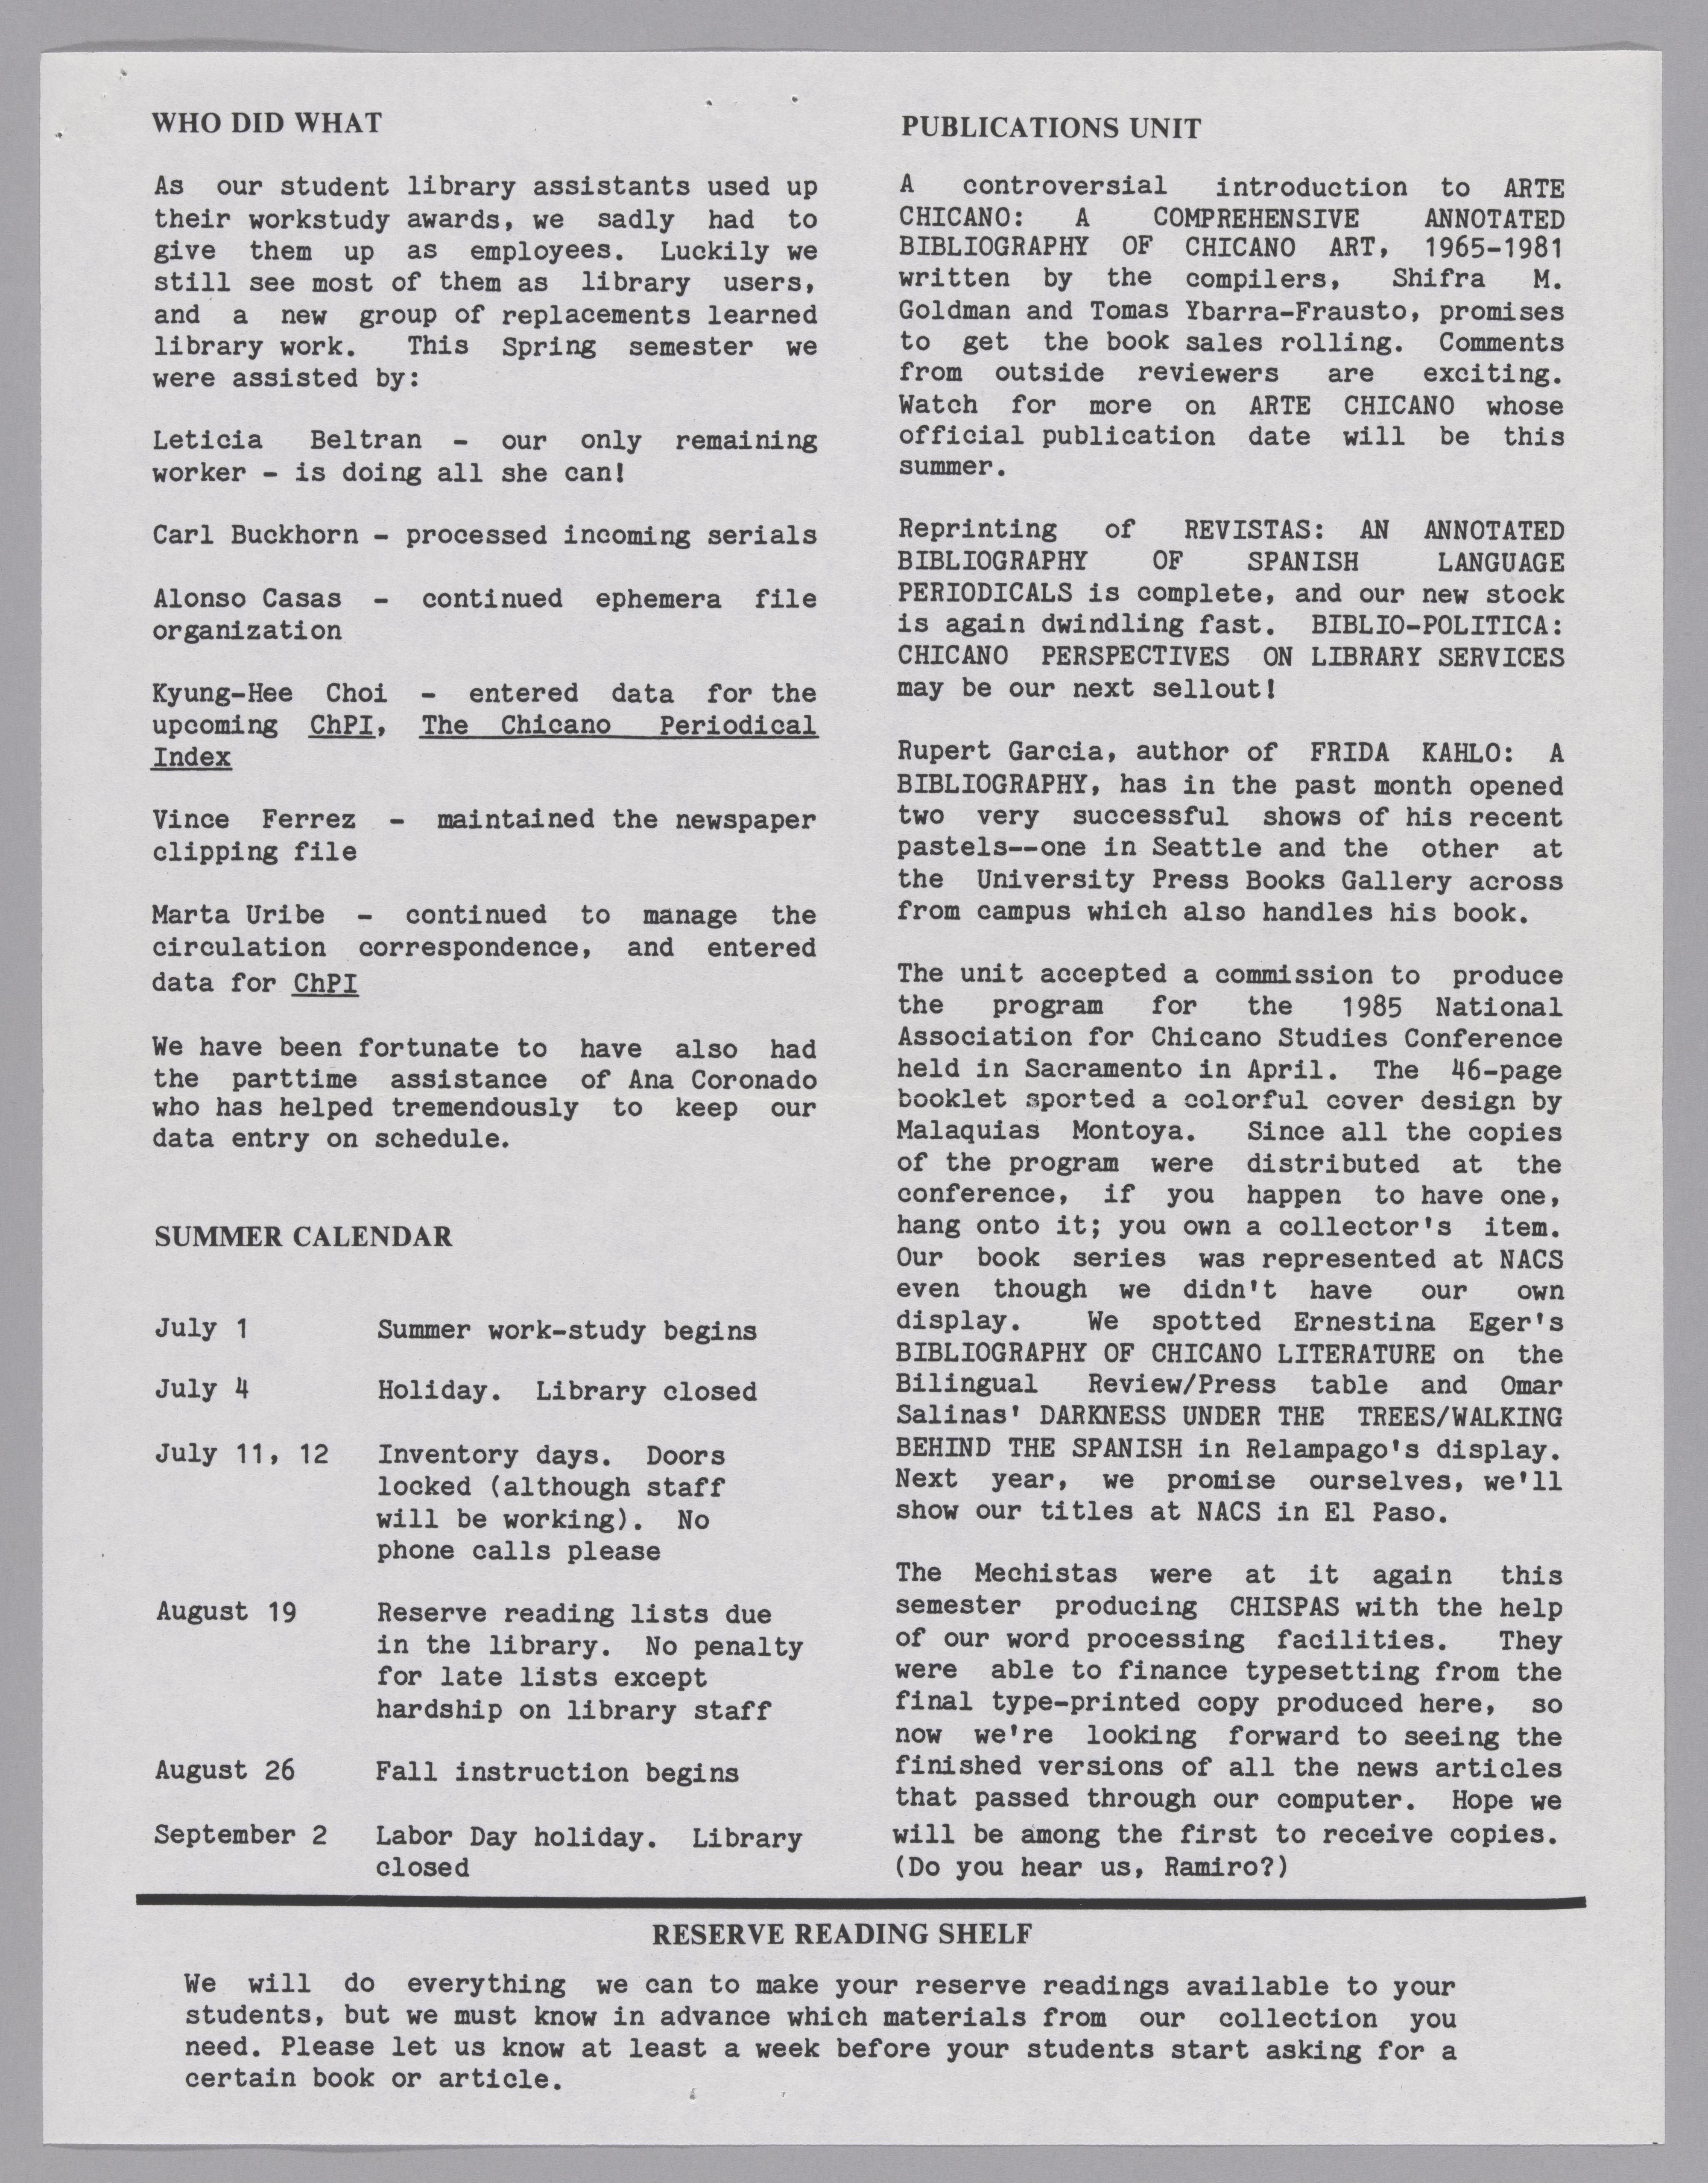 WHO DID WHAT
As our student library assistants used up
their workstudy awards, we sadly had to
give them up as employees. Luckily we
still see most of them as library users,
and a new group of replacements learned
library work. This Spring semester we
were assisted by:
Leticia Beltran - our only remaining
worker - is doing all she can!
Carl Buckhorn - processed incoming serials
Alonso Casas - continued ephemera file
organization
Kyung-Hee Choi - entered data for the
upcoming ChPI, The Chicano Periodical
Index
Vince Ferrez - maintained the newspaper
clipping file
Marta Uribe - continued to manage the
circulation correspondence, and entered
data for ChPI
We have been fortunate to have also had
the parttime assistance of Ana Coronado
who has helped tremendously to keep our
data entry on schedule.
SUMMER CALENDAR
July 1 Summer work-study begins
July 4 Holiday. Library closed
July 11, 12 Inventory days. Doors
locked (although staff
will be working). No
phone calls please
August 19 Reserve reading lists due
in the library. No penalty
for late lists except
hardship on library staff
August 26 Fall instruction begins
September 2 Labor Day holiday. Library
closed
PUBLICATIONS UNIT
A controversial introduction to ARTE
CHICANO: A COMPREHENSIVE ANNOTATED
BIBLIOGRAPHY OF CHICANO ART, 1965-1981
written by the compilers, Shifra M.
Goldman and Tomas Ybarra-Frausto, promises
to get the book sales rolling. Comments
from outside reviewers are exciting.
Watch for more on ARTE CHICANO whose
official publication date will be this
summer.
Reprinting of REVISTAS: AN ANNOTATED
BIBLIOGRAPHY OF SPANISH LANGUAGE
PERIODICALS is complete, and our new stock
is again dwindling fast. BIBLIO-POLITICA:
CHICANO PERSPECTIVES ON LIBRARY SERVICES
may be our next sellout!
Rupert Garcia, author of FRIDA KAHLO: A
BIBLIOGRAPHY, has in the past month opened
two very successful shows of his recent
pastels--one in Seattle and the other at
the University Press Books Gallery across
from campus which also handles his book.
The unit accepted a commission to produce
the program for the 1985 National
Association for Chicano Studies Conference
held in Sacramento in April. The 46-page
booklet sported a colorful cover design by
Malaquias Montoya. Since all the copies
of the program were distributed at the
conference, if you happen to have one,
hang onto it; you own a collector's item.
Our book series was represented at NACS
even though we didn't have our own
display. We spotted Ernestina Eger's
BIBLIOGRAPHY OF CHICANO LITERATURE on the
Bilingual Review/Press table and Omar
Salinas' DARKNESS UNDER THE TREES/WALKING
BEHIND THE SPANISH in Relampago's display.
Next year, we promise ourselves, we'll
show our titles at NACS in El Paso.
The Mechistas were at it again this
semester producing CHISPAS with the help
of our word processing facilities. They
were able to finance typesetting from the
final type-printed copy produced here, so
now we're looking forward to seeing the
finished versions of all the news articles
that passed through our computer. Hope we
will be among the first to receive copies.
(Do you hear us, Ramiro?)
RESERVE READING SHELF
We will do everything we can to make your reserve readings available to your
students, but we must know in advance which materials from our collection you
need. Please let us know at least a week before your students start asking for a
certain book or article.